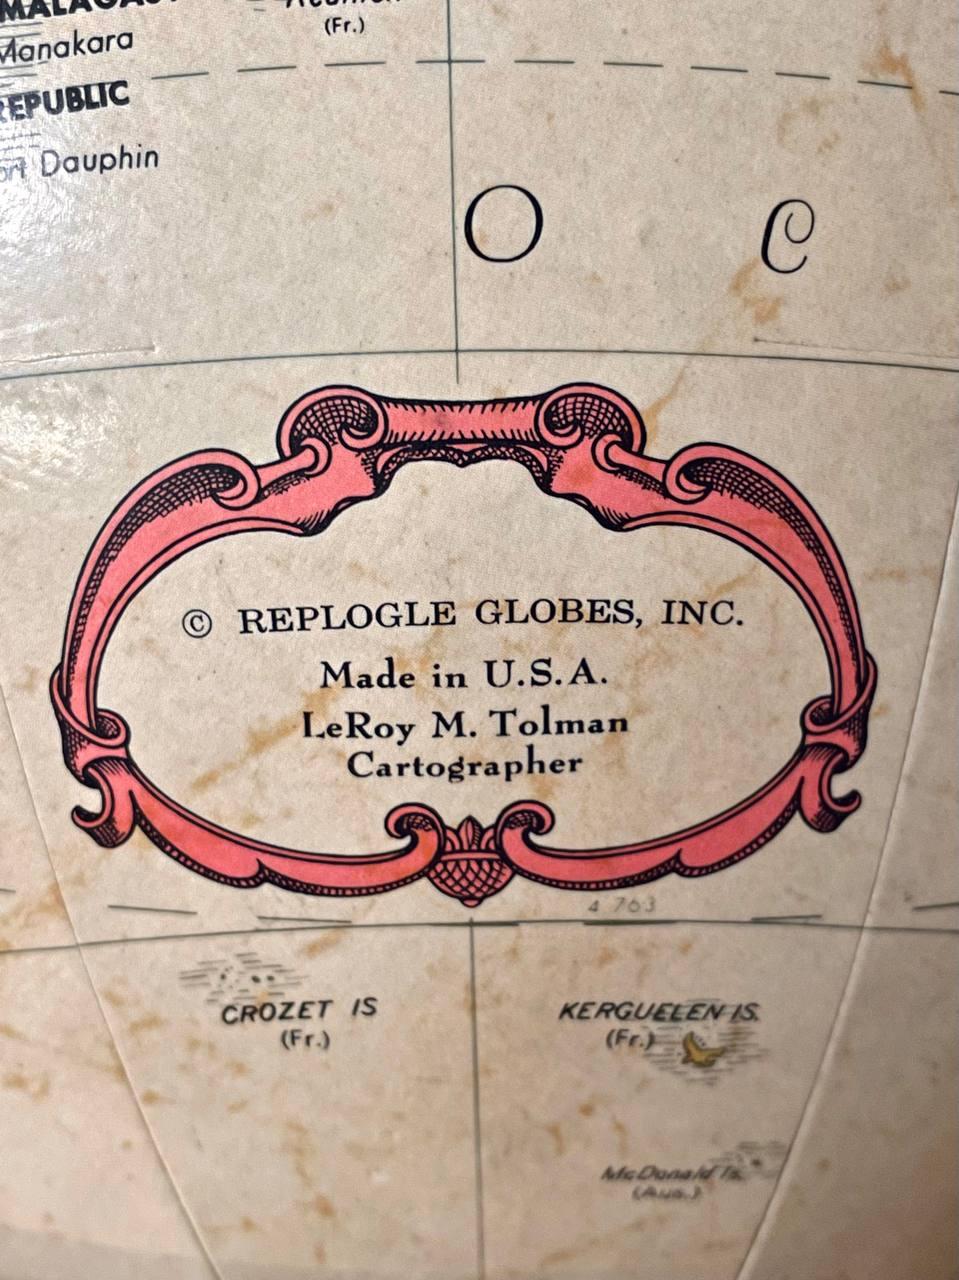 (Fr.)
Manakara
REPUBLIC
Dauphin
O C
© REPLOGLE GLOBES, INC.
Made in U.S.A.
LeRoy M. Tolman
Cartographer
4 763
CROZET IS
(Fr.)
KERGUELEN IS.
(Fr.)
McDonald Is.
(Aus.)